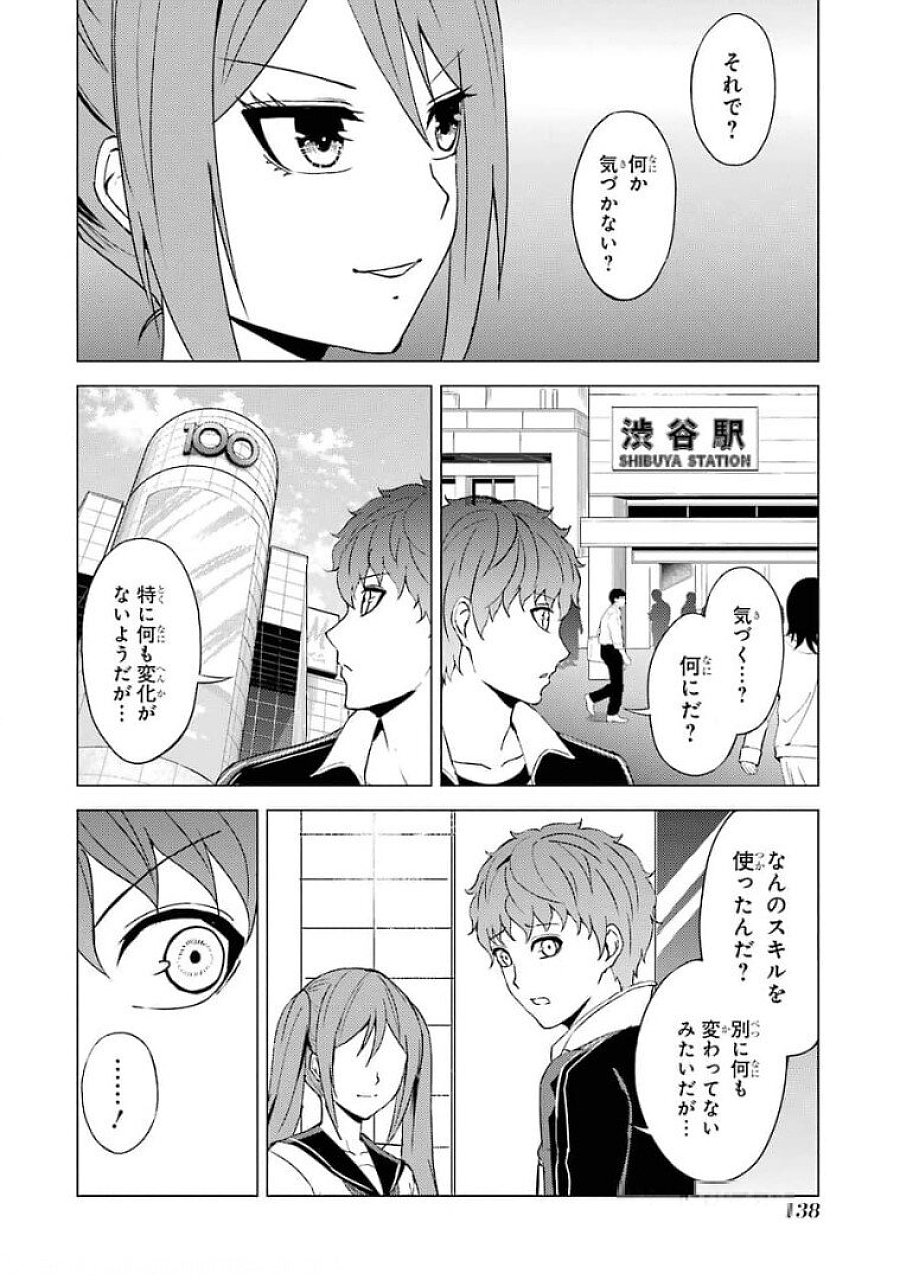 それで？
何か
気づかない？
渋谷駅
SHIBUYA STATION
気づく…？
何にだ？
100
特に何も変化が
ないようだが…
なんのスキルを
使ったんだ？
別に何も
変わってない
みたいだが…
……！
138